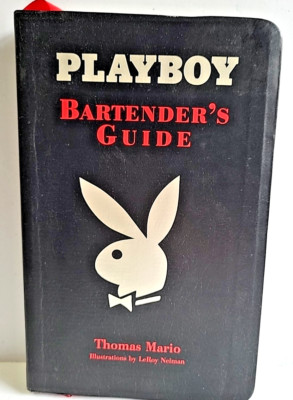 PLAYBOY
BARTENDER'S
GUIDE
Thomas Mario
Illustrations by LeRoy Neiman